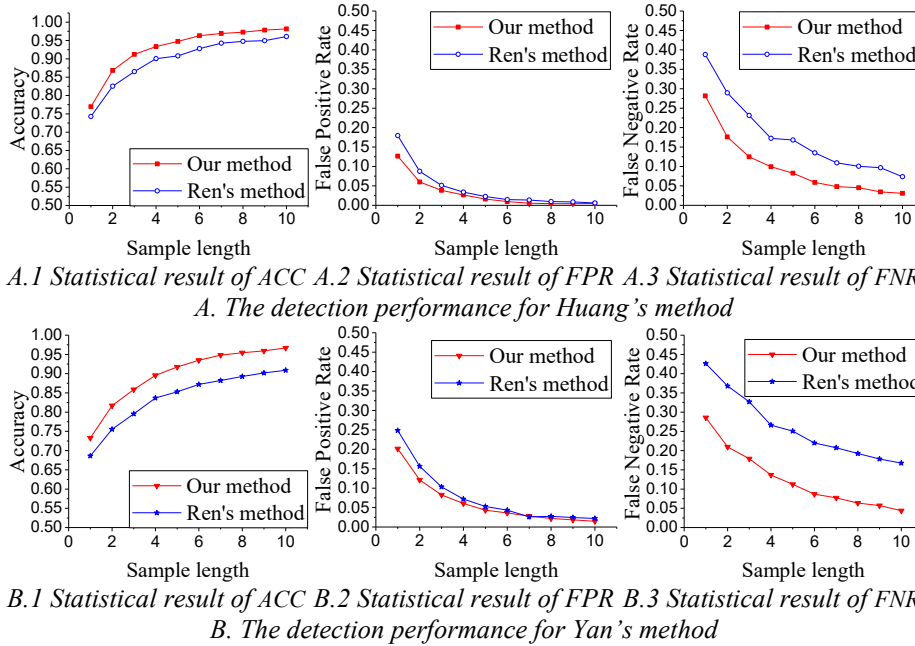 1.00
0.95
0.90
0.85
0.80
0.75
0.70
0.65
0.60
0.55
0.50
Accuracy
Our method
Ren's method
0 2 4 6 8 10
Sample length
0.50
0.45
0.40
0.35
0.30
0.25
0.20
0.15
0.10
0.05
0.00
False Positive Rate
Our method
Ren's method
0 2 4 6 8 10
Sample length
0.50
0.45
0.40
0.35
0.30
0.25
0.20
0.15
0.10
0.05
0.00
False Negative Rate
Our method
Ren's method
0 2 4 6 8 10
Sample length
A.1 Statistical result of ACC A.2 Statistical result of FPR A.3 Statistical result of FNR
A. The detection performance for Huang's method
1.00
0.95
0.90
0.85
0.80
0.75
0.70
0.65
0.60
0.55
0.50
Accuracy
Our method
Ren's method
0 2 4 6 8 10
Sample length
0.50
0.45
0.40
0.35
0.30
0.25
0.20
0.15
0.10
0.05
0.00
False Positive Rate
Our method
Ren's method
0 2 4 6 8 10
Sample length
0.50
0.45
0.40
0.35
0.30
0.25
0.20
0.15
0.10
0.05
0.00
False Negative Rate
Our method
Ren's method
0 2 4 6 8 10
Sample length
B.1 Statistical result of ACC B.2 Statistical result of FPR B.3 Statistical result of FNR
B. The detection performance for Yan's method